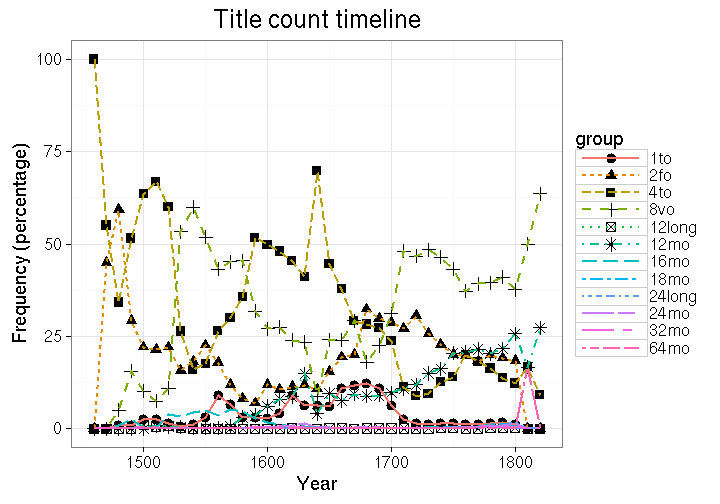 Title count timeline
100
75
50
25
0
Frequency (percentage)
1500
1600
1700
1800
Year
group
1to
2fo
4to
8vo
12long
12mo
16mo
18mo
24long
24mo
32mo
64mo